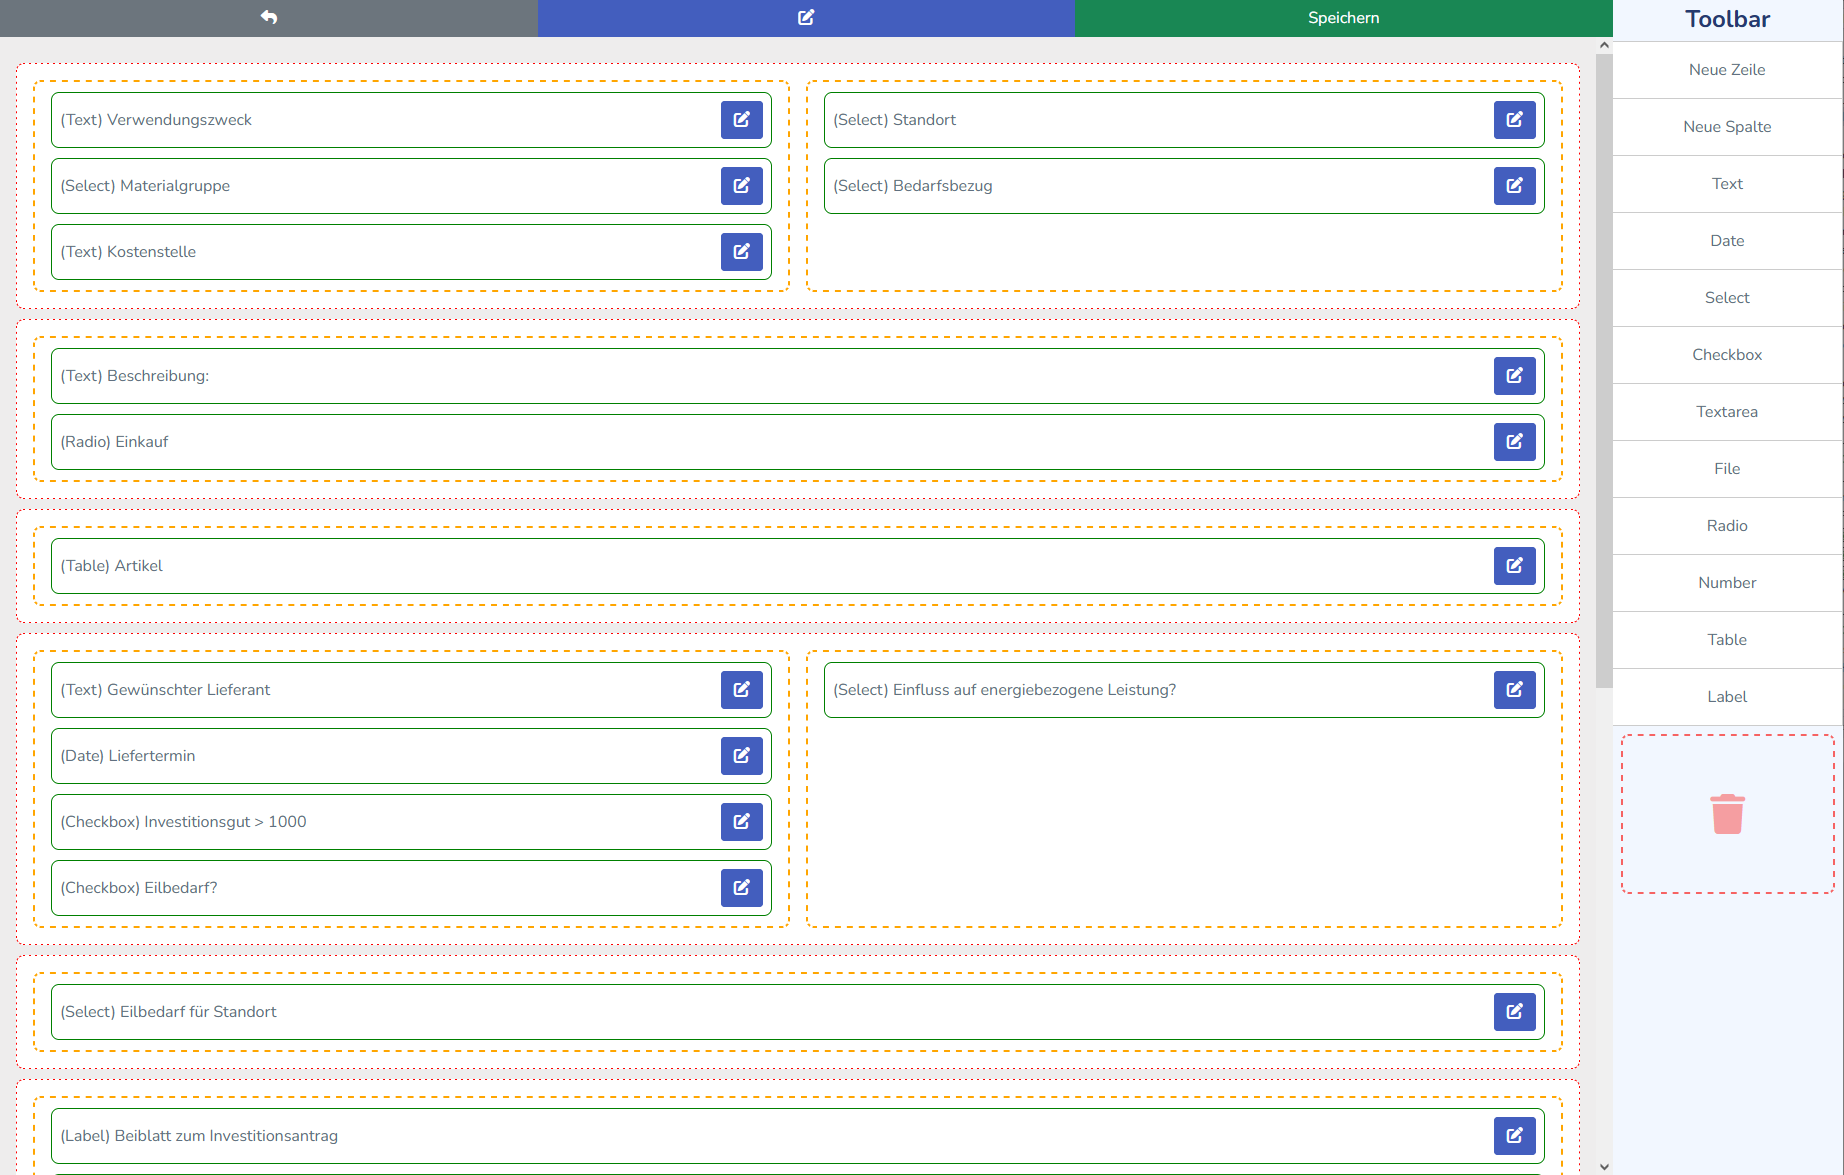 Speichern
Toolbar
(Text) Verwendungszweck
(Select) Materialgruppe
(Text) Kostenstelle
(Select) Standort
(Select) Bedarfsbezug
(Text) Beschreibung:
(Radio) Einkauf
(Table) Artikel
(Text) Gewünschter Lieferant
(Date) Liefertermin
(Checkbox) Investitionsgut > 1000
(Checkbox) Eilbedarf?
(Select) Einfluss auf energiebezogene Leistung?
(Select) Eilbedarf für Standort
(Label) Beiblatt zum Investitionsantrag
Neue Zeile
Neue Spalte
Text
Date
Select
Checkbox
Textarea
File
Radio
Number
Table
Label